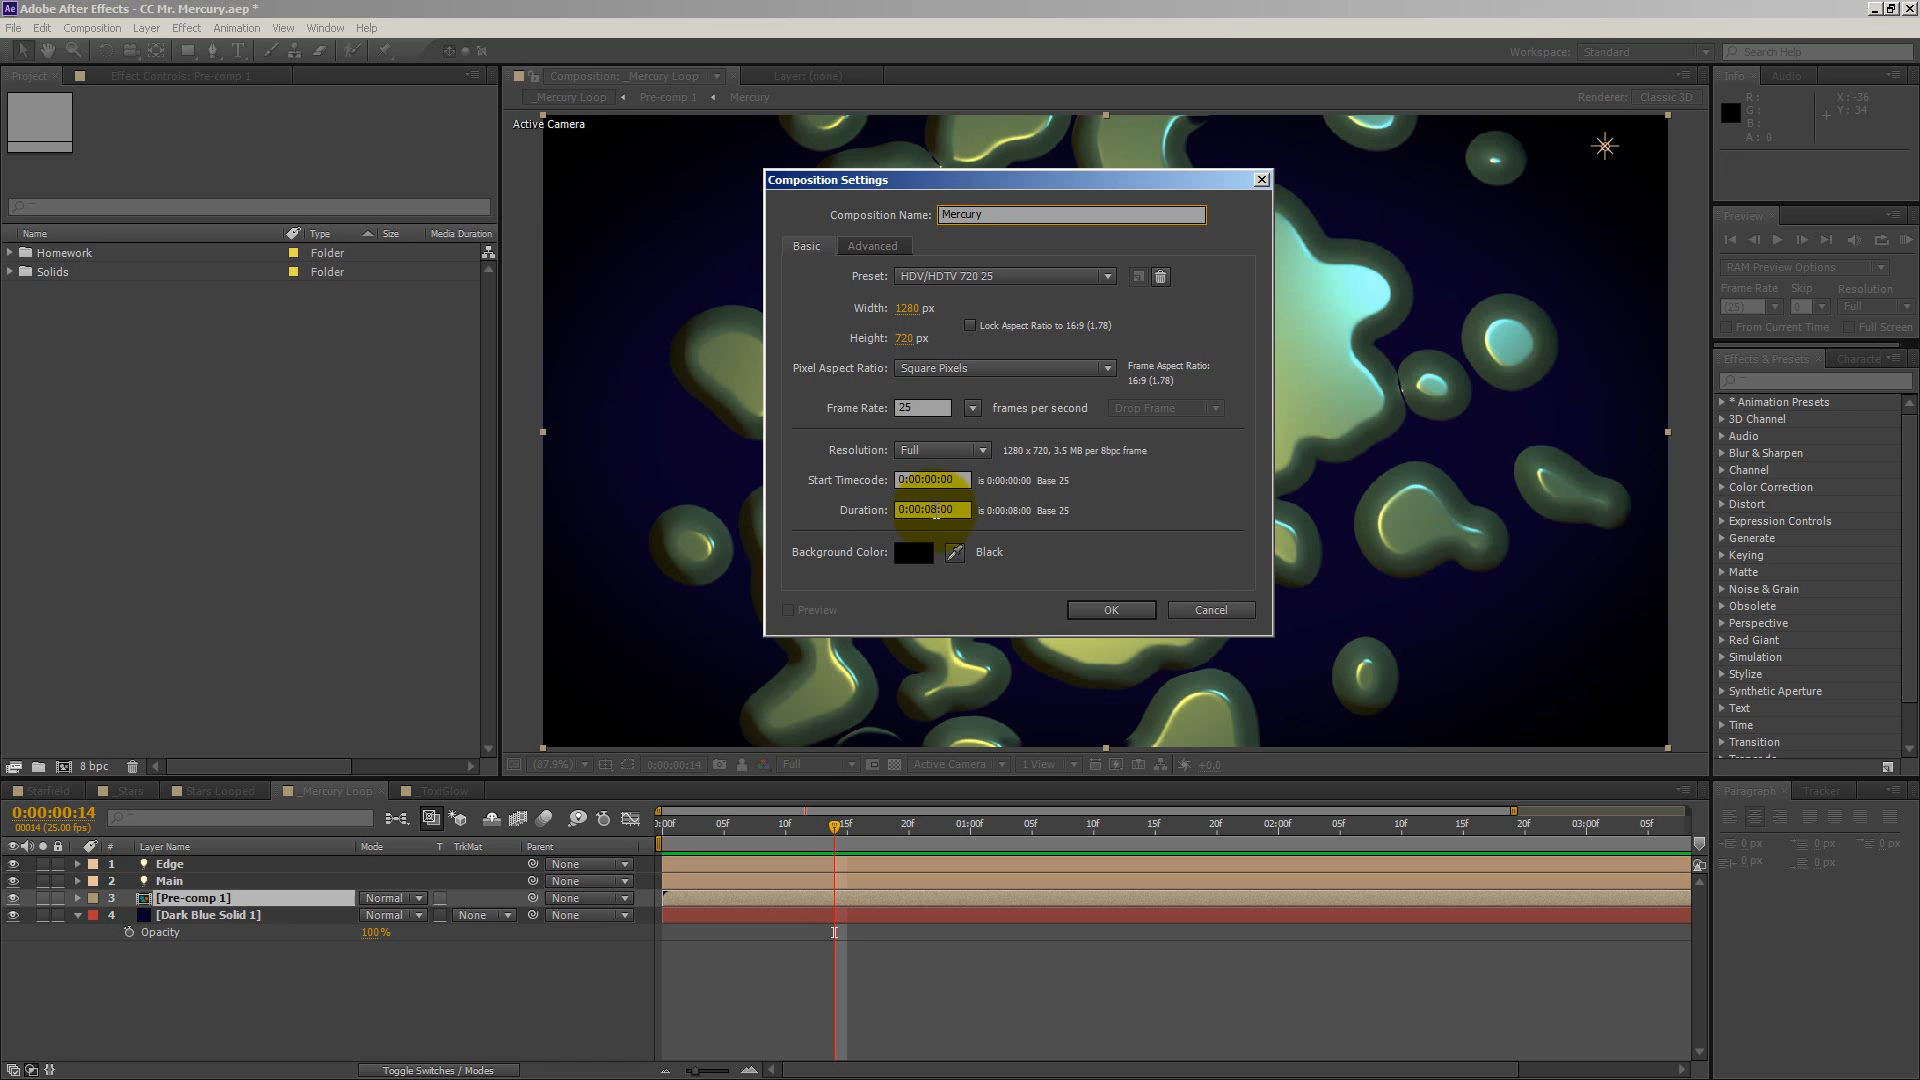 Adobe After Effects - CC Mr. Mercury.aep *
File Edit Composition Layer Effect Animation View Window Help
Workspace: Standard Search Help
Project Effect Controls: Pre-comp 1 Composition: _Mercury Loop Layer: (none) Info Audio
_Mercury Loop Pre-comp 1 Mercury Renderer: Classic 3D
R: X: -36
G: Y: 34
B:
A: 0
Active Camera
Composition Settings
Composition Name: Mercury
Basic Advanced
Preset: HDV/HDTV 720 25
Width: 1280 px
Lock Aspect Ratio to 16:9 (1.78)
Height: 720 px
Pixel Aspect Ratio: Square Pixels Frame Aspect Ratio:
16:9 (1.78)
Frame Rate: 25 frames per second Drop Frame
Resolution: Full 1280 x 720, 3.5 MB per 8bpc frame
Start Timecode: 0:00:00:00 is 0:00:00:00 Base 25
Duration: 0:00:08:00 is 0:00:08:00 Base 25
Background Color: Black
Preview OK Cancel
Name Type Size Media Duration
Homework Folder
Solids Folder
8 bpc
Preview
RAM Preview Options
Frame Rate Skip Resolution
(25) 0 Full
From Current Time Full Screen
Effects & Presets Characte
* Animation Presets
3D Channel
Audio
Blur & Sharpen
Channel
Color Correction
Distort
Expression Controls
Generate
Keying
Matte
Noise & Grain
Obsolete
Perspective
Red Giant
Simulation
Stylize
Synthetic Aperture
Text
Time
Transition
(87.9%) 0:00:00:14 Full Active Camera 1 View +0.0
Starfield _Stars Stars Looped _Mercury Loop _ToxiGlow
0:00:00:14
00014 (25.00 fps)
:00f 05f 10f 15f 20f 01:00f 05f 10f 15f 20f 02:00f 05f 10f 15f 20f 03:00f 05f
# Layer Name Mode T TrkMat Parent
1 Edge None
2 Main None
3 [Pre-comp 1] Normal None
4 [Dark Blue Solid 1] Normal None None
Opacity 100%
Toggle Switches / Modes
Paragraph Tracker
0 px 0 px 0 px
0 px 0 px